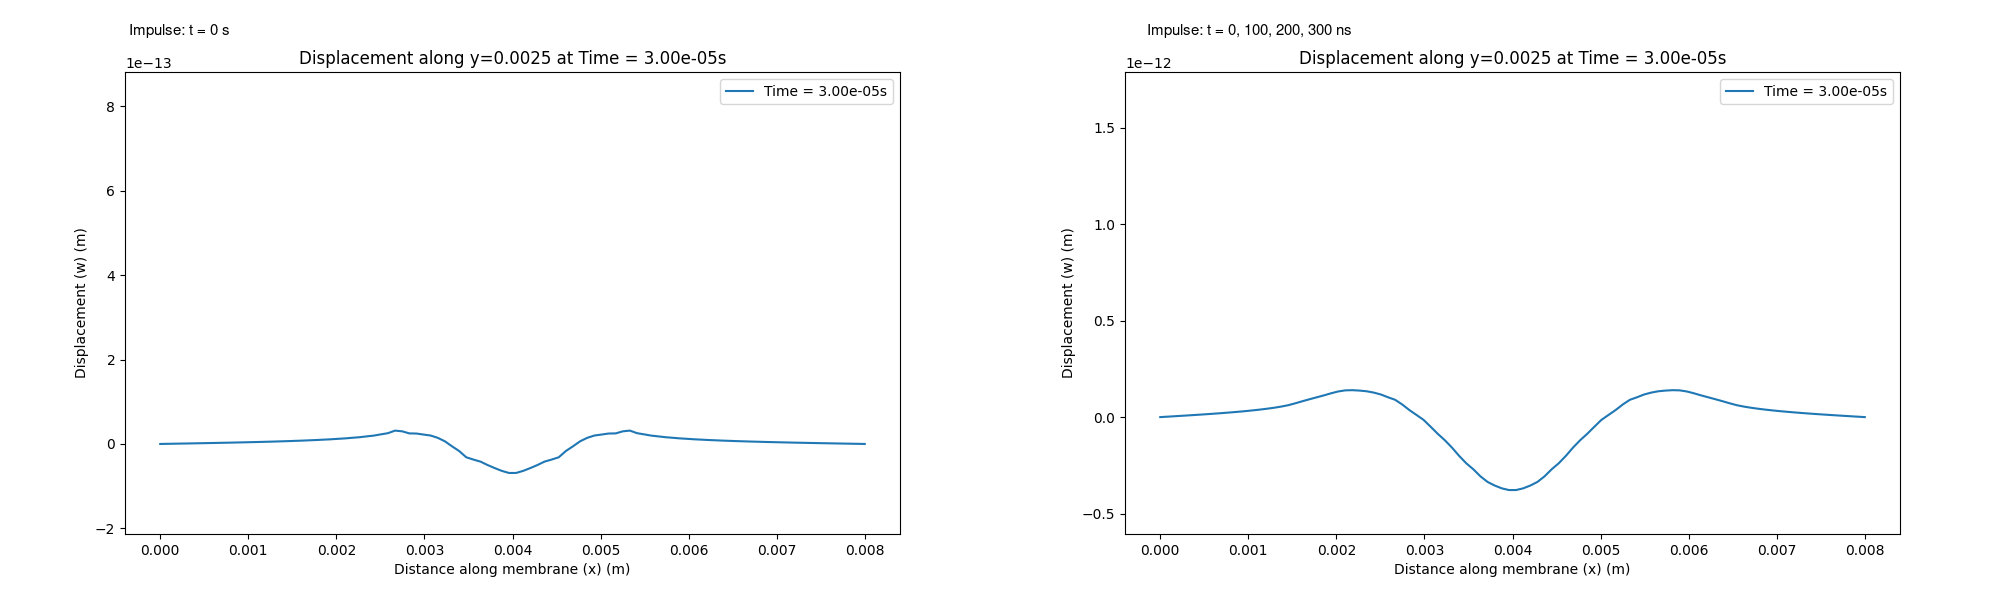 Impulse: t = 0 s
Displacement along y=0.0025 at Time = 3.00e-05s
1e−13
Time = 3.00e-05s
8
6
4
2
0
−2
Displacement (w) (m)
0.000 0.001 0.002 0.003 0.004 0.005 0.006 0.007 0.008
Distance along membrane (x) (m)
Impulse: t = 0, 100, 200, 300 ns
Displacement along y=0.0025 at Time = 3.00e-05s
1e−12
Time = 3.00e-05s
1.5
1.0
0.5
0.0
−0.5
Displacement (w) (m)
0.000 0.001 0.002 0.003 0.004 0.005 0.006 0.007 0.008
Distance along membrane (x) (m)